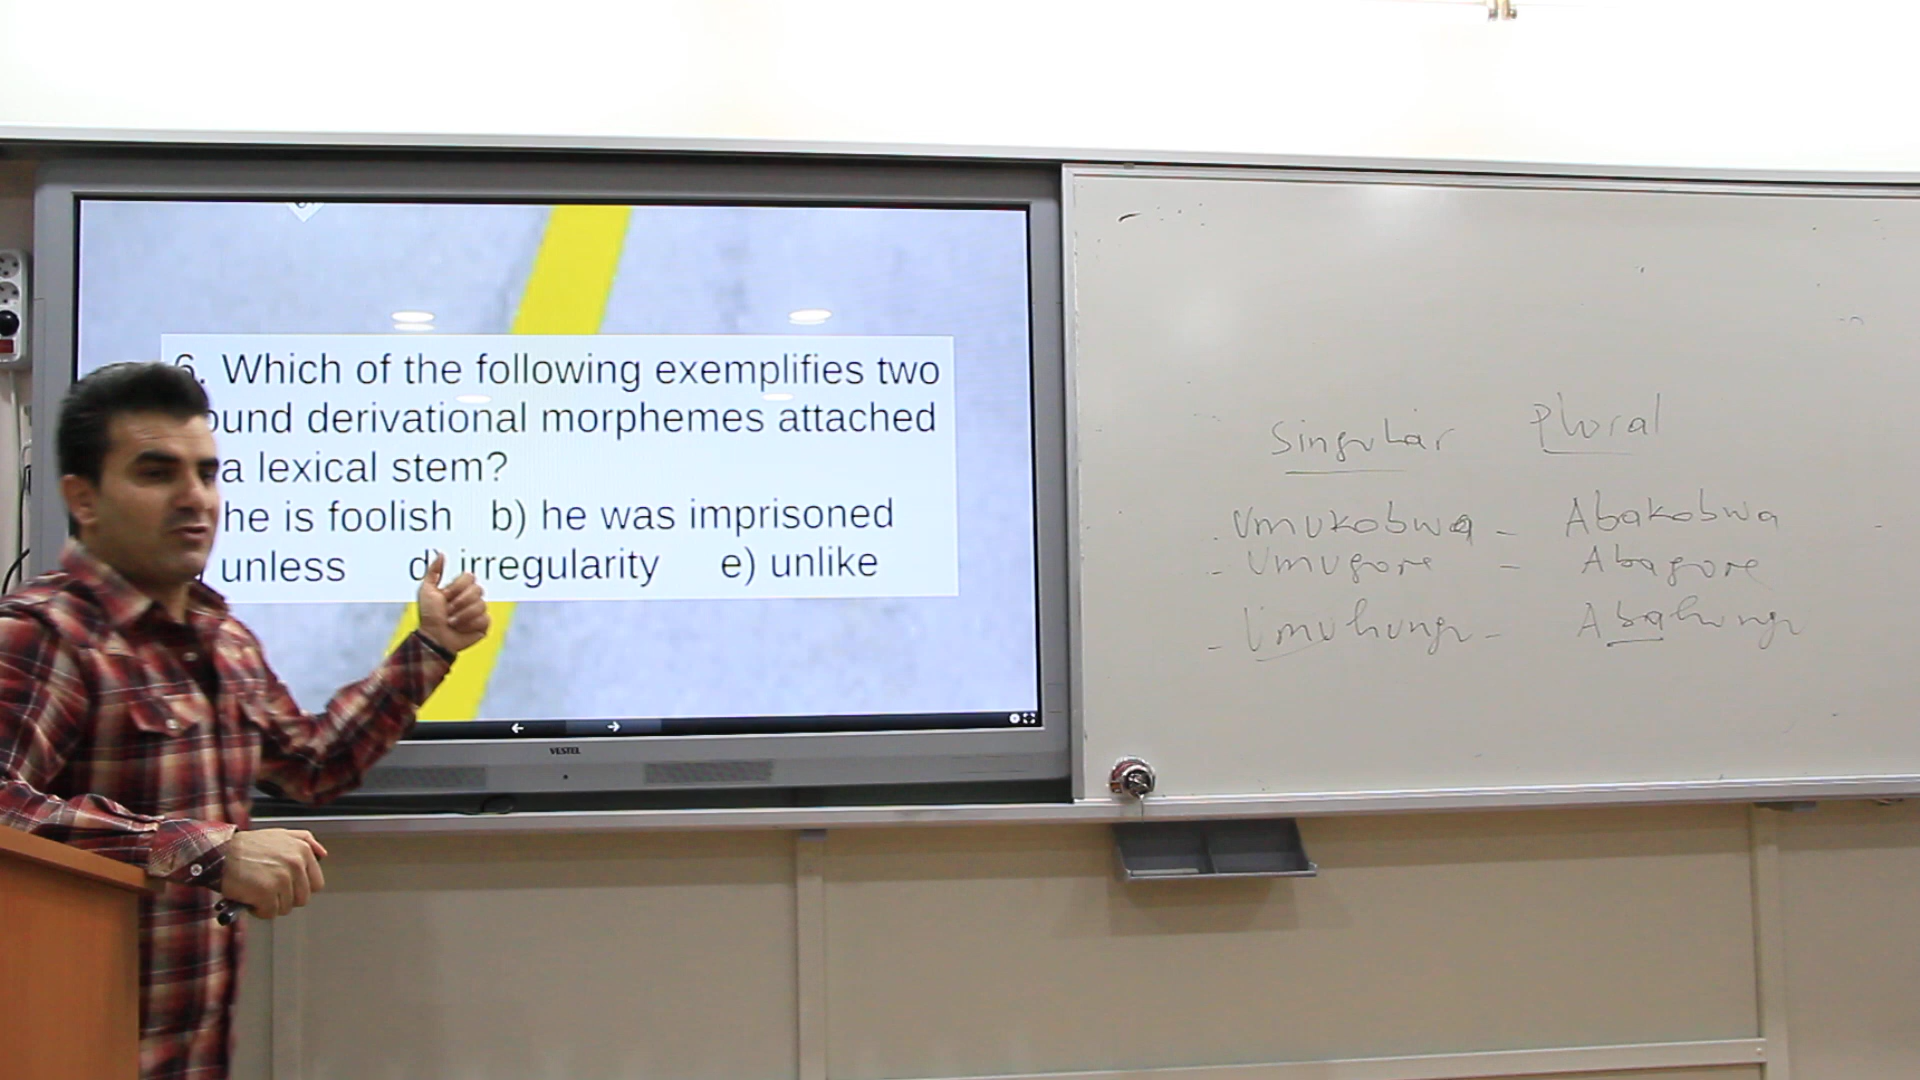 6. Which of the following exemplifies two
ound derivational morphemes attached
a lexical stem?
he is foolish b) he was imprisoned
) unless d) irregularity e) unlike
VESTEL
Singular Plural
- Umukobwa - Abakobwa
- Umugore - Abagore
- Umuhungu - Abahungu